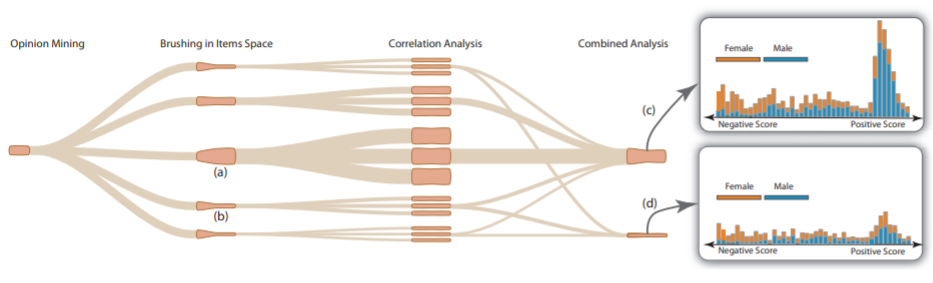 Opinion Mining
Brushing in Items Space
Correlation Analysis
Combined Analysis
(a)
(b)
(c)
(d)
Female Male
Negative Score Positive Score
Female Male
Negative Score Positive Score